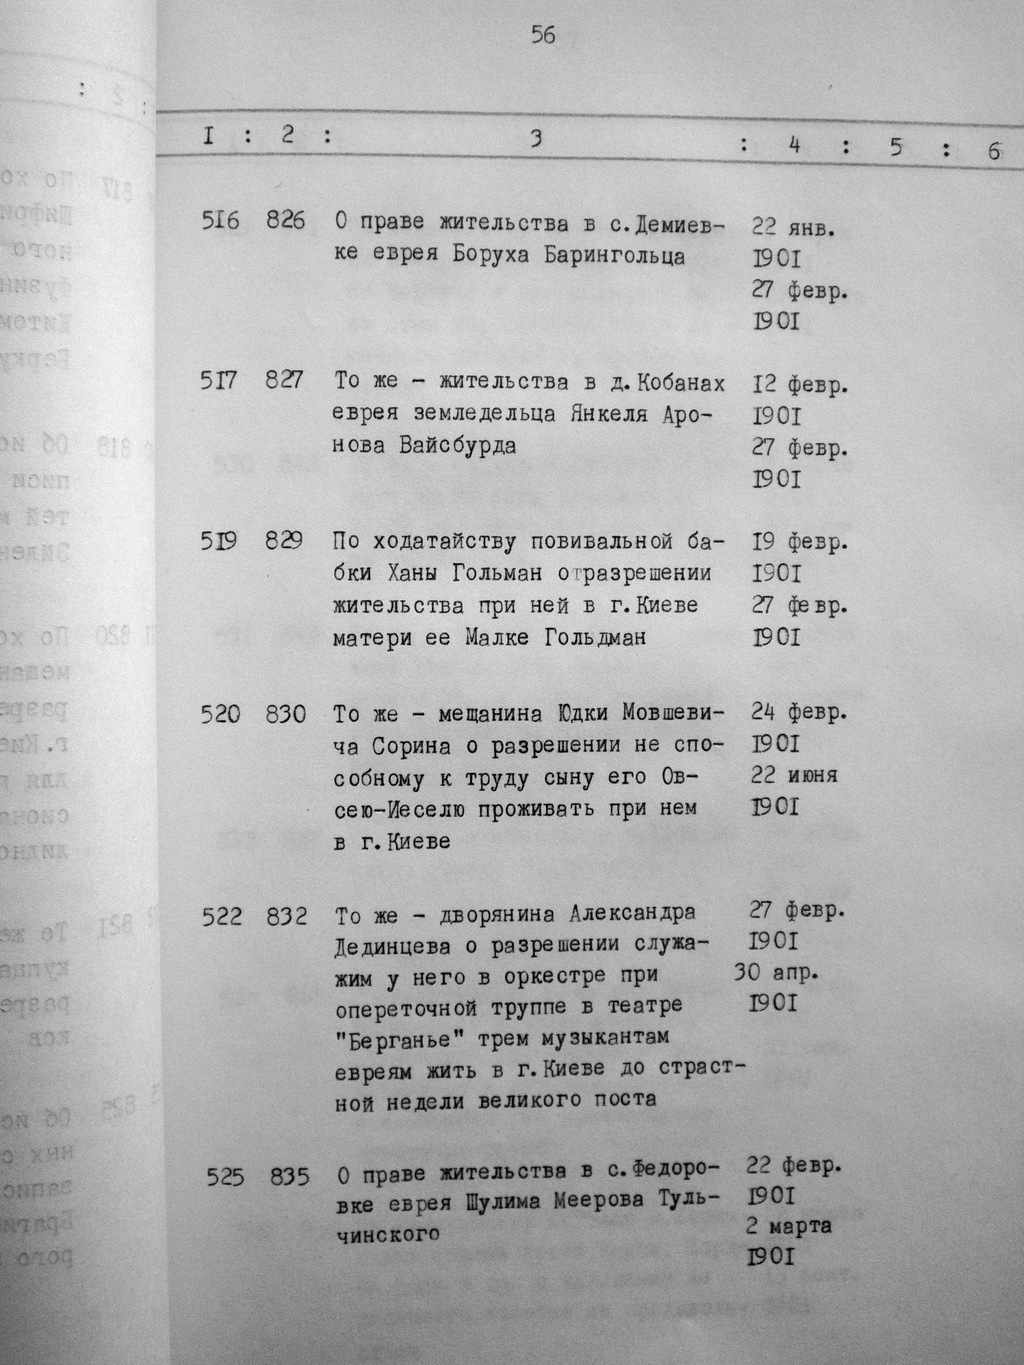 56
I : 2 : 3 : 4 : 5 : 6
516 826 О праве жительства в с.Демиев- 22 янв.
ке еврея Боруха Барингольца 1901
27 февр.
1901
517 827 То же - жительства в д.Кобанах 12 февр.
еврея земледельца Янкеля Аро- 1901
нова Вайсбурда 27 февр.
1901
519 829 По ходатайству повивальной ба- 19 февр.
бки Ханы Гольман о разрешении 1901
жительства при ней в г.Киеве 27 февр.
матери ее Малке Гольдман 1901
520 830 То же - мещанина Юдки Мовшеви- 24 февр.
ча Сорина о разрешении не спо- 1901
собному к труду сыну его Ов- 22 июня
сею-Иеселю проживать при нем 1901
в г.Киеве
522 832 То же - дворянина Александра 27 февр.
Дединцева о разрешении служа- 1901
жим у него в оркестре при 30 апр.
опереточной труппе в театре 1901
"Берганье" трем музыкантам
евреям жить в г.Киеве до страст-
ной недели великого поста
525 835 О праве жительства в с.Федоро- 22 февр.
вке еврея Шулима Меерова Туль- 1901
чинского 2 марта
1901